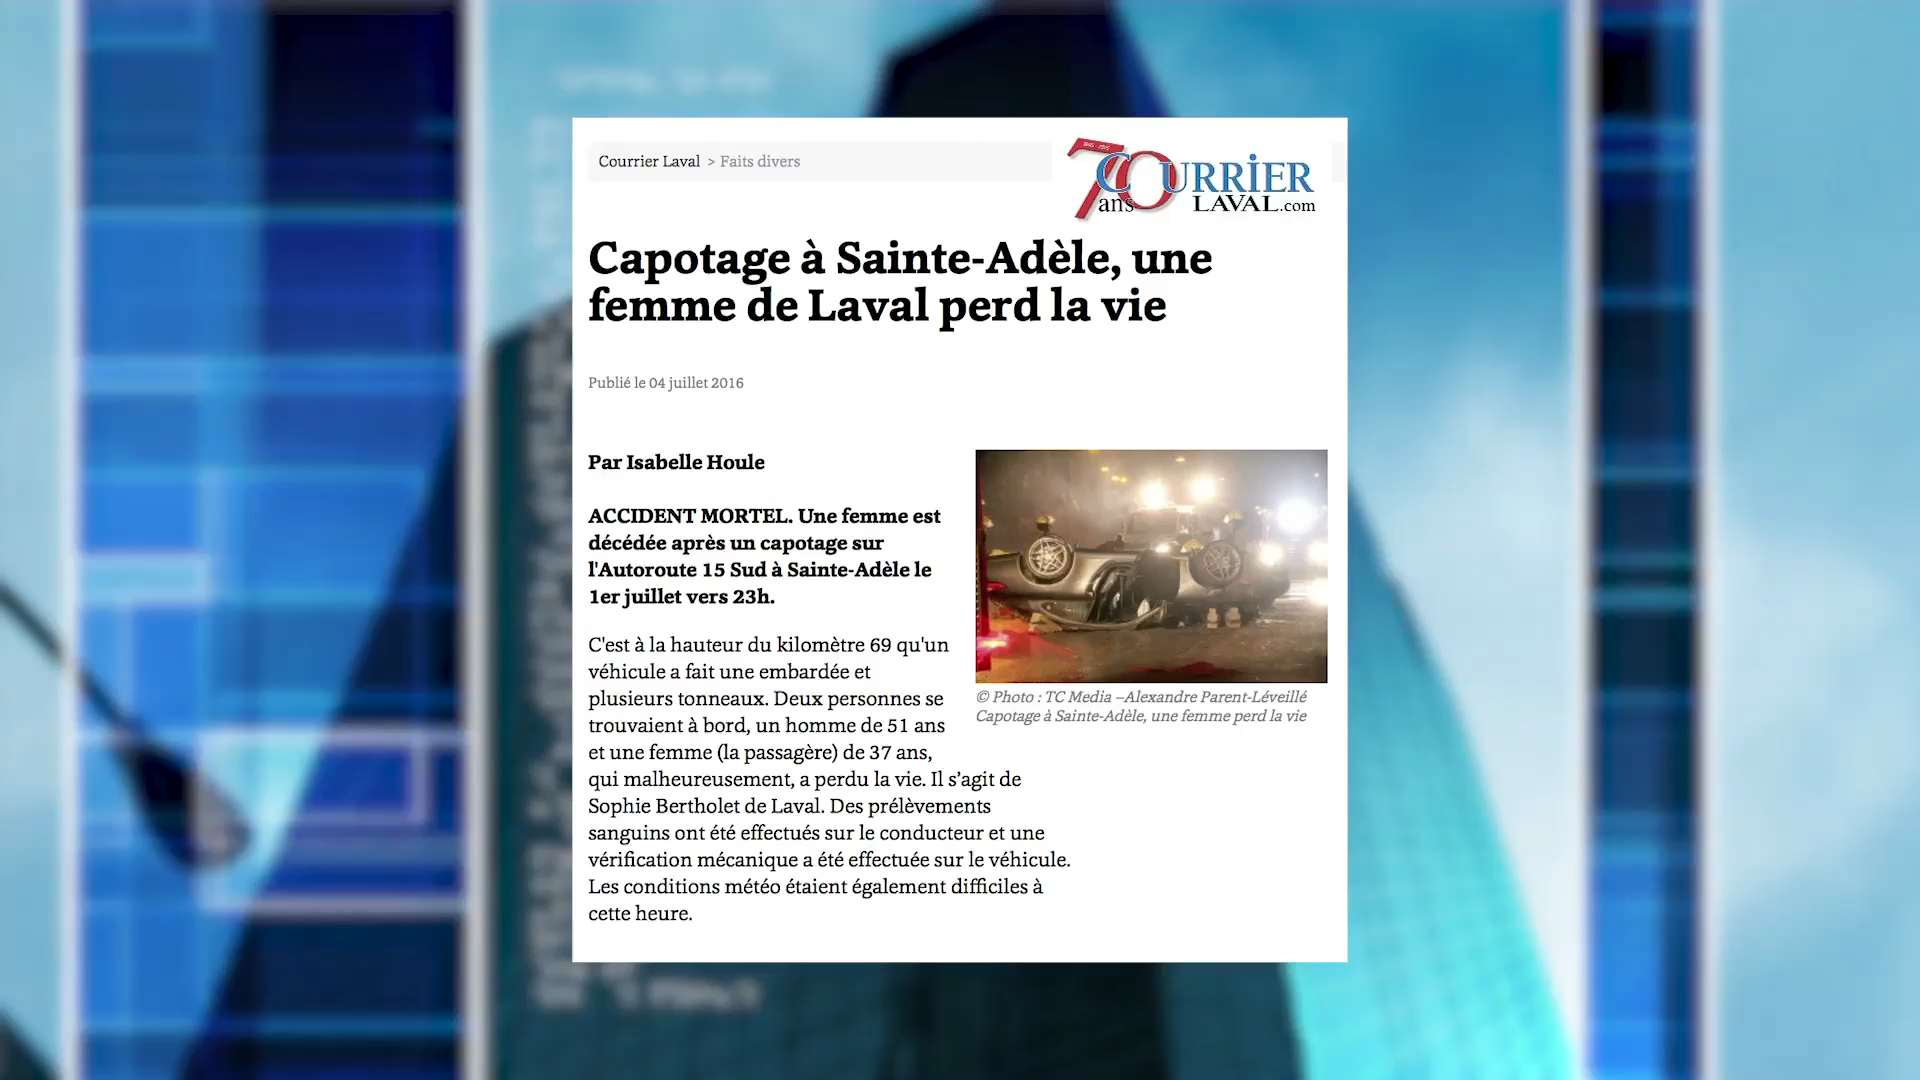 Courrier Laval > Faits divers
70 ans COURRiER
LAVAL.com
Capotage à Sainte-Adèle, une
femme de Laval perd la vie
Publié le 04 juillet 2016
Par Isabelle Houle
ACCIDENT MORTEL. Une femme est
décédée après un capotage sur
l'Autoroute 15 Sud à Sainte-Adèle le
1er juillet vers 23h.
C'est à la hauteur du kilomètre 69 qu'un
véhicule a fait une embardée et
plusieurs tonneaux. Deux personnes se
trouvaient à bord, un homme de 51 ans
et une femme (la passagère) de 37 ans,
qui malheureusement, a perdu la vie. Il s’agit de
Sophie Bertholet de Laval. Des prélèvements
sanguins ont été effectués sur le conducteur et une
vérification mécanique a été effectuée sur le véhicule.
Les conditions météo étaient également difficiles à
cette heure.
© Photo : TC Media –Alexandre Parent-Léveillé
Capotage à Sainte-Adèle, une femme perd la vie